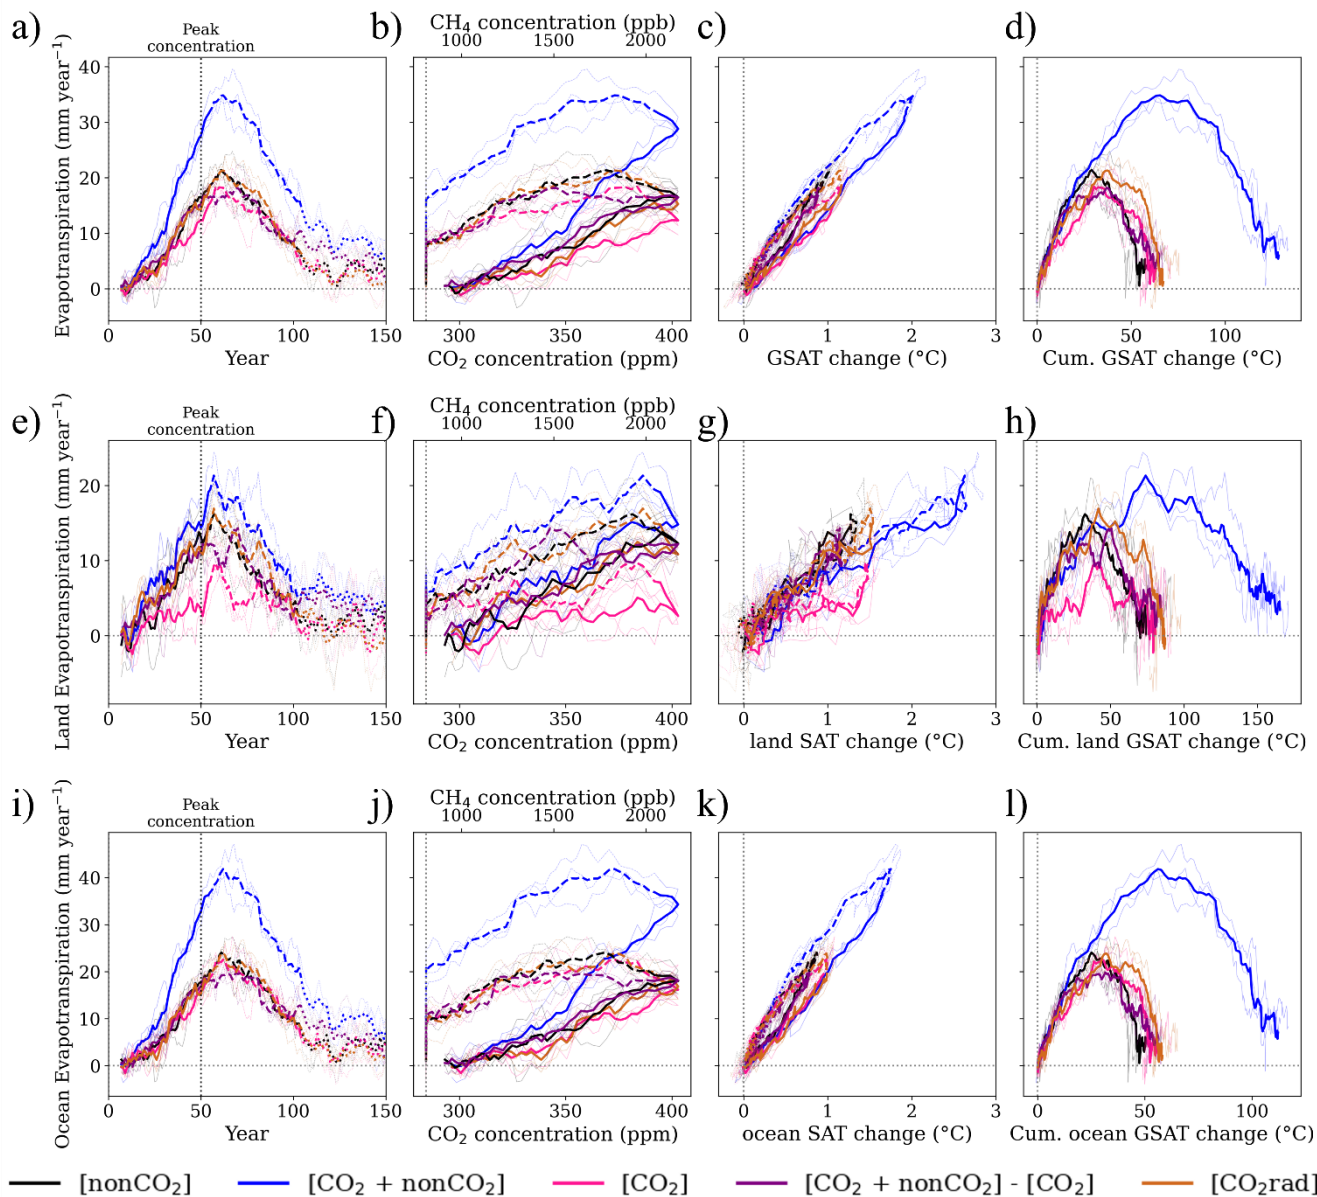 a)
Peak
concentration
Evapotranspiration (mm year⁻¹)
40
30
20
10
0
0 50 100 150
Year
b)
CH₄ concentration (ppb)
1000 1500 2000
300 350 400
CO₂ concentration (ppm)
c)
0 1 2 3
GSAT change (°C)
d)
0 50 100
Cum. GSAT change (°C)
e)
Peak
concentration
Land Evapotranspiration (mm year⁻¹)
20
10
0
0 50 100 150
Year
f)
CH₄ concentration (ppb)
1000 1500 2000
300 350 400
CO₂ concentration (ppm)
g)
0 1 2 3
land SAT change (°C)
h)
0 50 100 150
Cum. land GSAT change (°C)
i)
Peak
concentration
Ocean Evapotranspiration (mm year⁻¹)
40
30
20
10
0
0 50 100 150
Year
j)
CH₄ concentration (ppb)
1000 1500 2000
300 350 400
CO₂ concentration (ppm)
k)
0 1 2 3
ocean SAT change (°C)
l)
0 50 100
Cum. ocean GSAT change (°C)
[nonCO₂] [CO₂ + nonCO₂] [CO₂] [CO₂ + nonCO₂] - [CO₂] [CO₂rad]